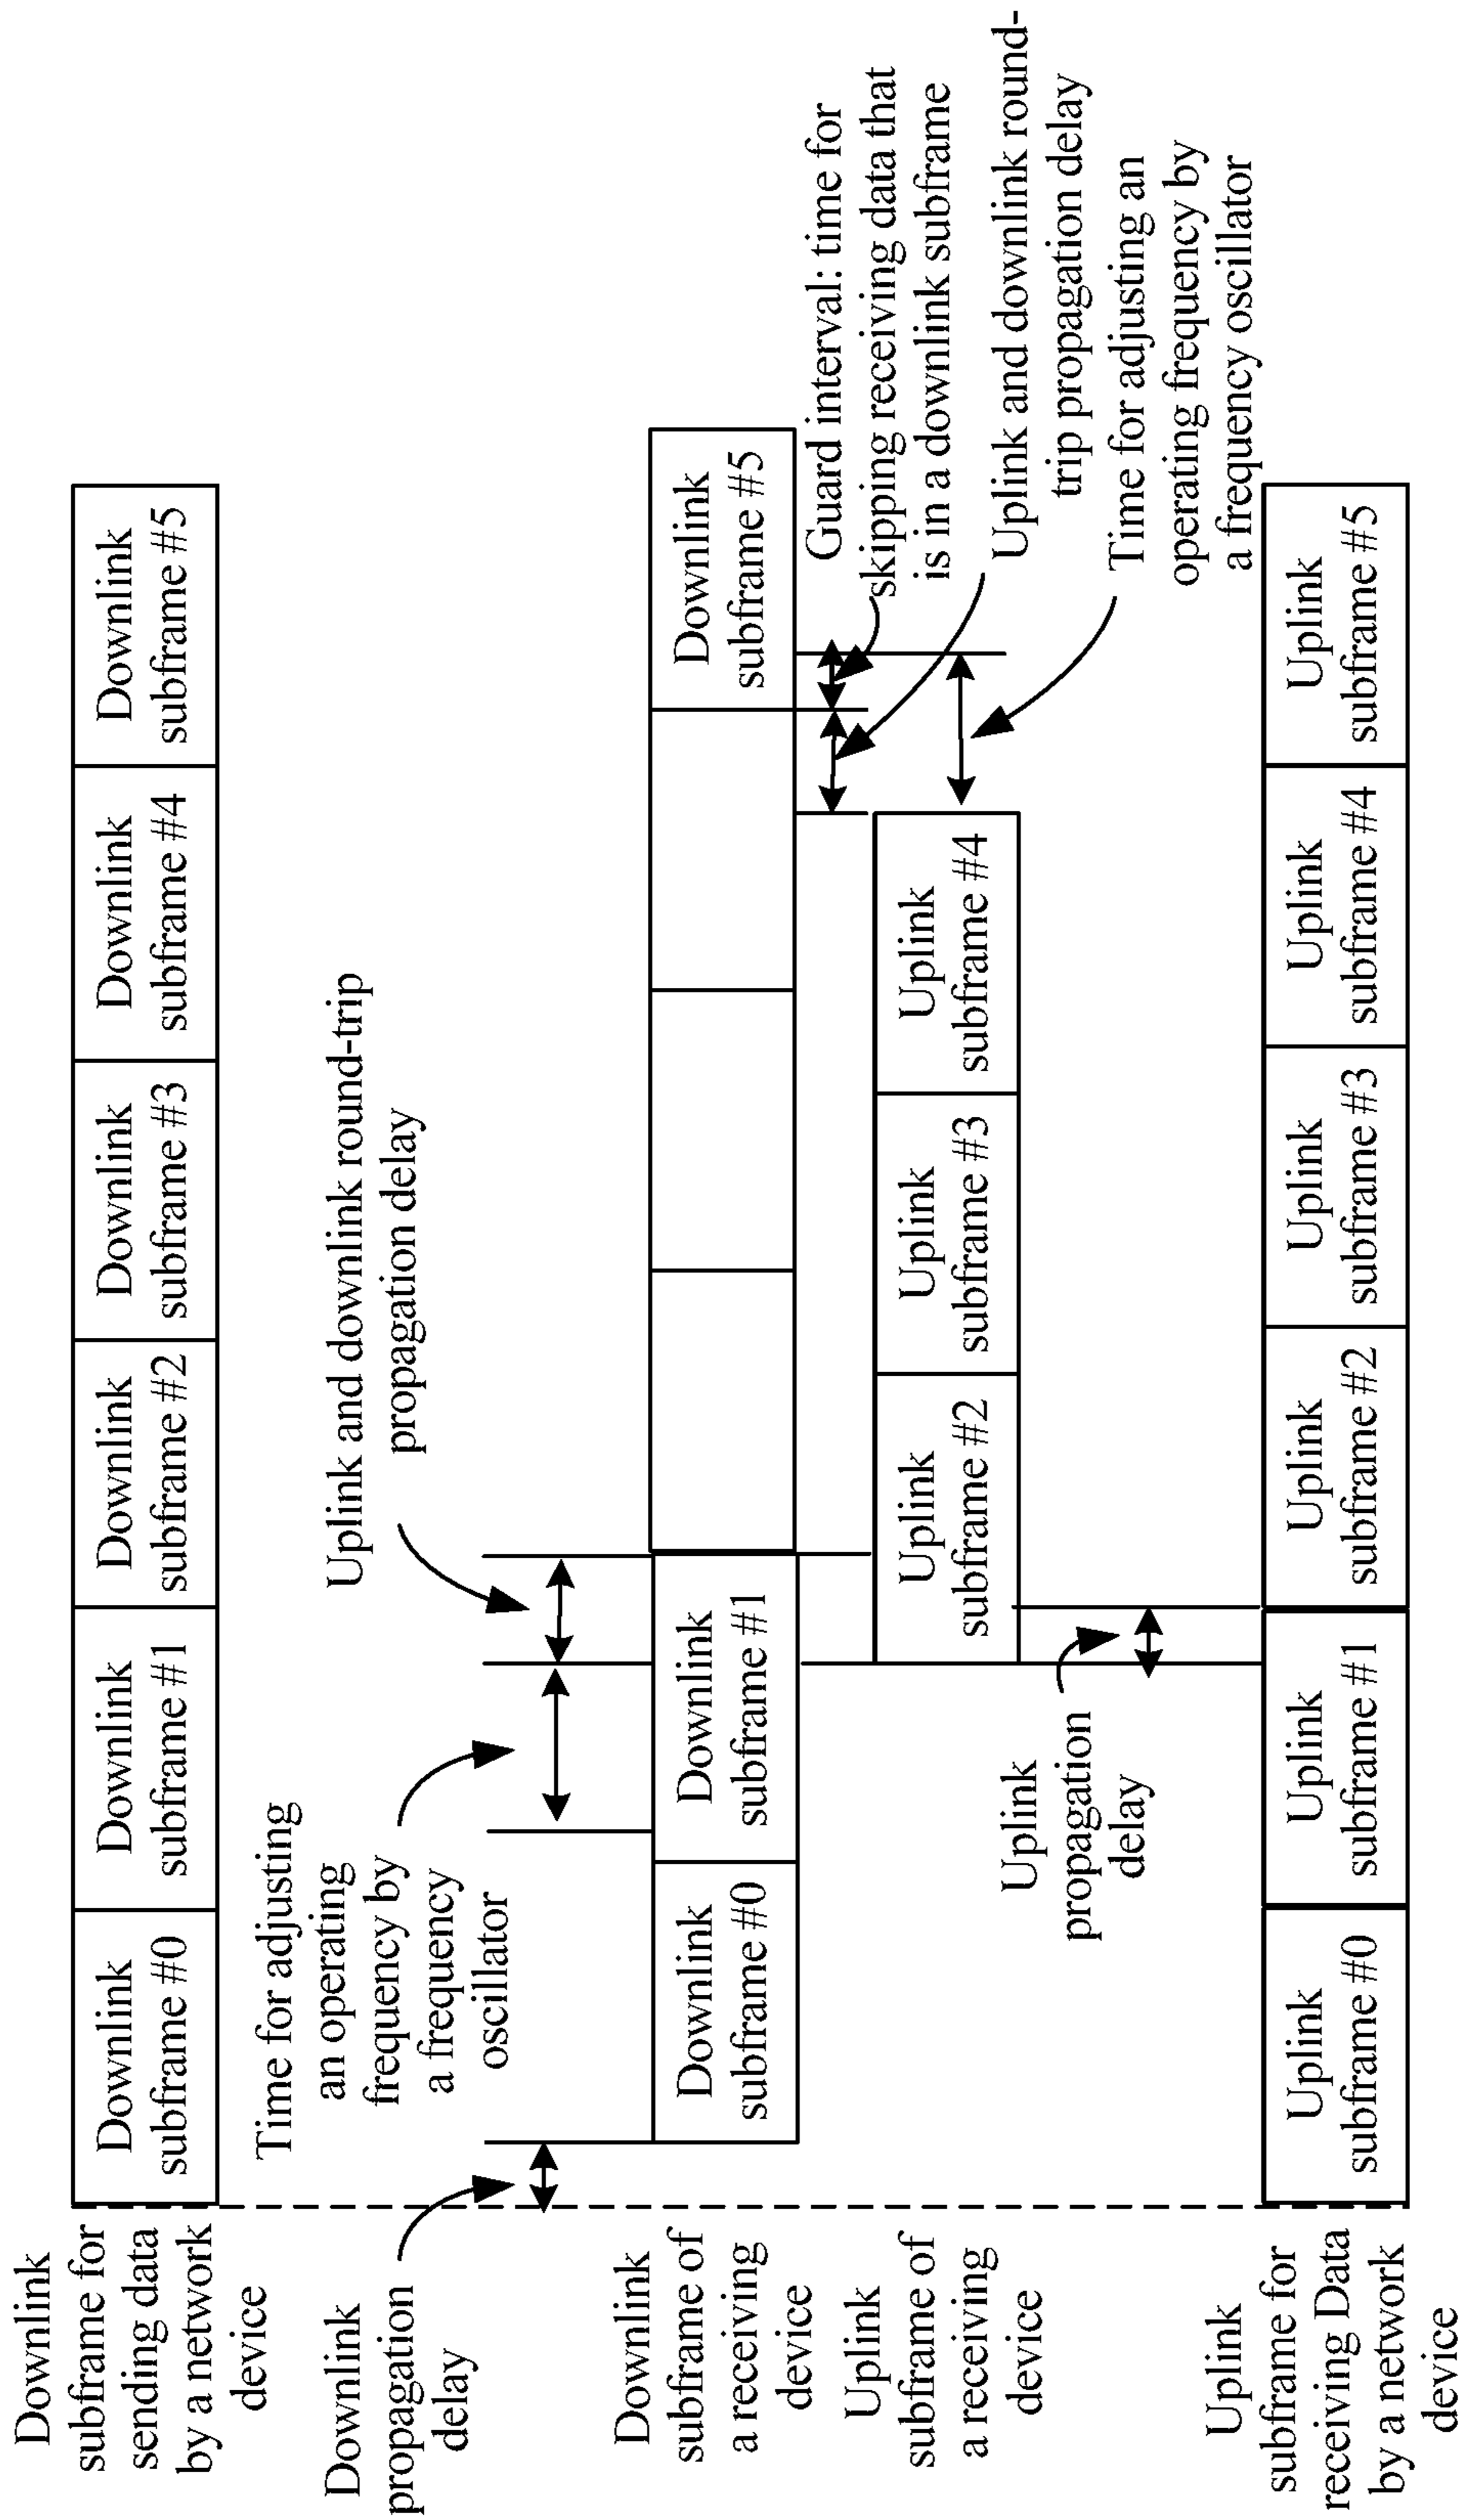 Downlink
subframe for
sending data
by a network
device
Downlink
subframe #0
Downlink
subframe #1
Downlink
subframe #2
Downlink
subframe #3
Downlink
subframe #4
Downlink
subframe #5
Downlink
propagation
delay
Time for adjusting
an operating
frequency by
a frequency
oscillator
Uplink and downlink round-trip
propagation delay
Downlink
subframe of
a receiving
device
Downlink
subframe #0
Downlink
subframe #1
Downlink
subframe #5
Guard interval: time for
skipping receiving data that
is in a downlink subframe
Uplink and downlink round-
trip propagation delay
Time for adjusting an
operating frequency by
a frequency oscillator
Uplink
subframe of
a receiving
device
Uplink
subframe #2
Uplink
subframe #3
Uplink
subframe #4
Uplink
propagation
delay
Uplink
subframe for
receiving Data
by a network
device
Uplink
subframe #0
Uplink
subframe #1
Uplink
subframe #2
Uplink
subframe #3
Uplink
subframe #4
Uplink
subframe #5